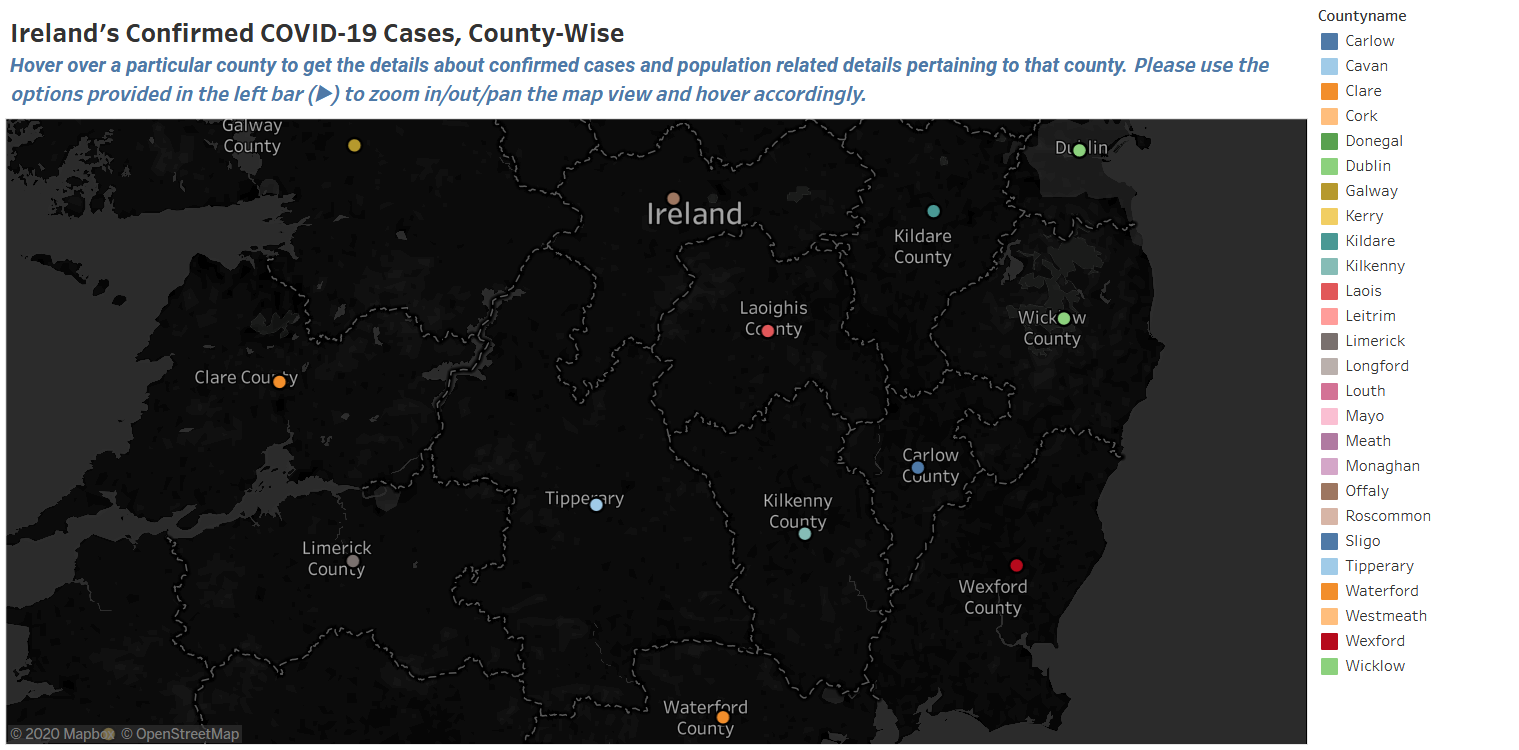 Ireland’s Confirmed COVID-19 Cases, County-Wise
Hover over a particular county to get the details about confirmed cases and population related details pertaining to that county. Please use the
options provided in the left bar (▶) to zoom in/out/pan the map view and hover accordingly.
Galway
County
Dublin
Ireland
Kildare
County
Laoighis
County
Wicklow
County
Clare County
Carlow
County
Tipperary
Kilkenny
County
Limerick
County
Wexford
County
Waterford
County
© 2020 Mapbox © OpenStreetMap
Countyname
Carlow
Cavan
Clare
Cork
Donegal
Dublin
Galway
Kerry
Kildare
Kilkenny
Laois
Leitrim
Limerick
Longford
Louth
Mayo
Meath
Monaghan
Offaly
Roscommon
Sligo
Tipperary
Waterford
Westmeath
Wexford
Wicklow